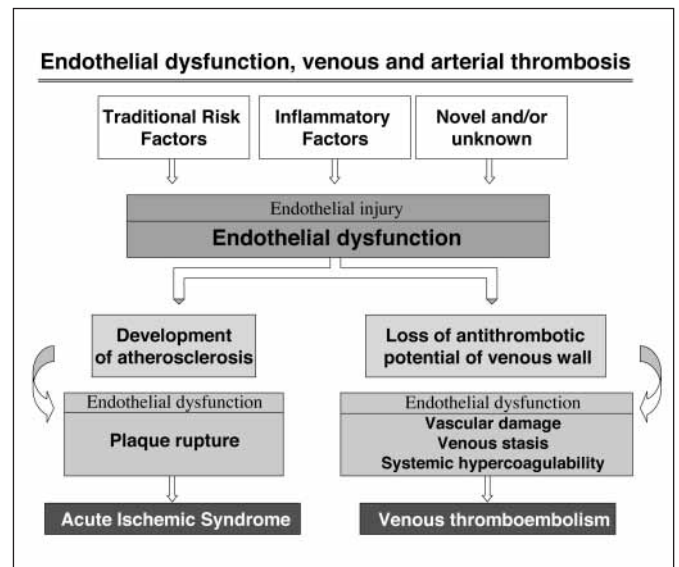 Endothelial dysfunction, venous and arterial thrombosis
Traditional Risk
Factors
Inflammatory
Factors
Novel and/or
unknown
Endothelial injury
Endothelial dysfunction
Development
of atherosclerosis
Loss of antithrombotic
potential of venous wall
Endothelial dysfunction
Plaque rupture
Endothelial dysfunction
Vascular damage
Venous stasis
Systemic hypercoagulability
Acute Ischemic Syndrome
Venous thromboembolism